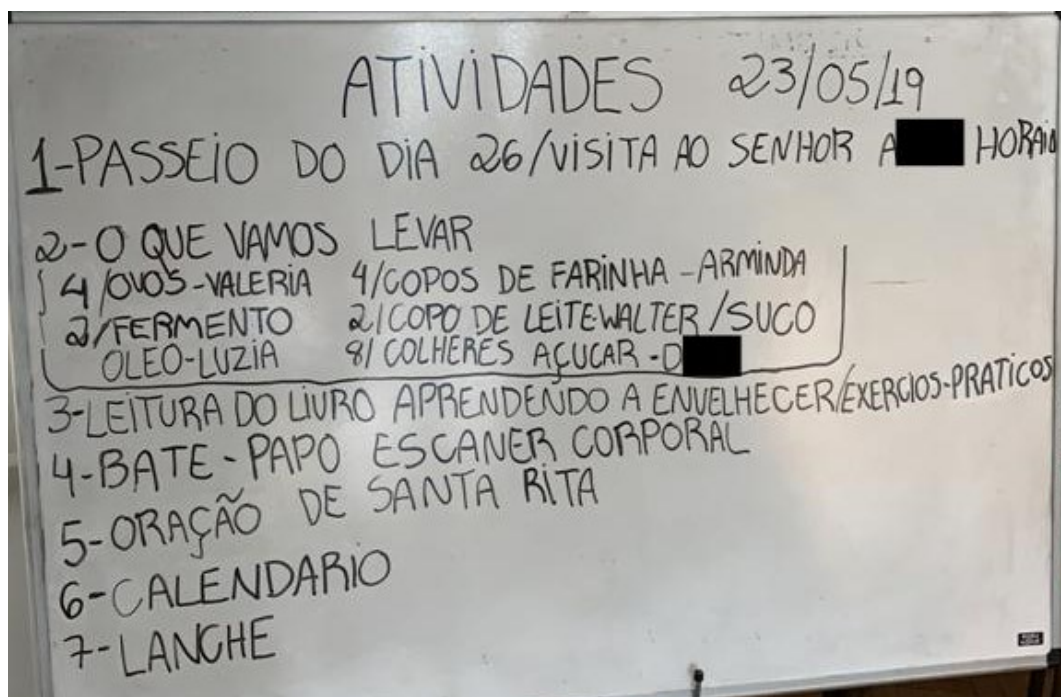 ATIVIDADES 23/05/19
1-PASSEIO DO DIA 26/VISITA AO SENHOR A HORAIO
2-O QUE VAMOS LEVAR
4/OVOS-VALERIA 4/COPOS DE FARINHA-ARMINDA
2/FERMENTO 2/COPO DE LEITE-WALTER/SUCO
OLEO-LUZIA 8/COLHERES AÇUCAR-D
3-LEITURA DO LIVRO APRENDENDO A ENVELHECER/EXERCIOS-PRATICOS
4-BATE-PAPO ESCANER CORPORAL
5-ORAÇÃO DE SANTA RITA
6-CALENDARIO
7-LANCHE